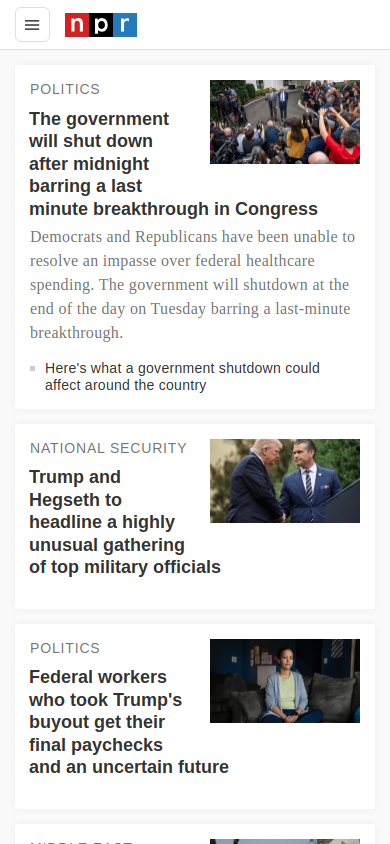 npr
POLITICS
The government
will shut down
after midnight
barring a last
minute breakthrough in Congress
Democrats and Republicans have been unable to
resolve an impasse over federal healthcare
spending. The government will shutdown at the
end of the day on Tuesday barring a last-minute
breakthrough.
Here's what a government shutdown could
affect around the country
NATIONAL SECURITY
Trump and
Hegseth to
headline a highly
unusual gathering
of top military officials
POLITICS
Federal workers
who took Trump's
buyout get their
final paychecks
and an uncertain future